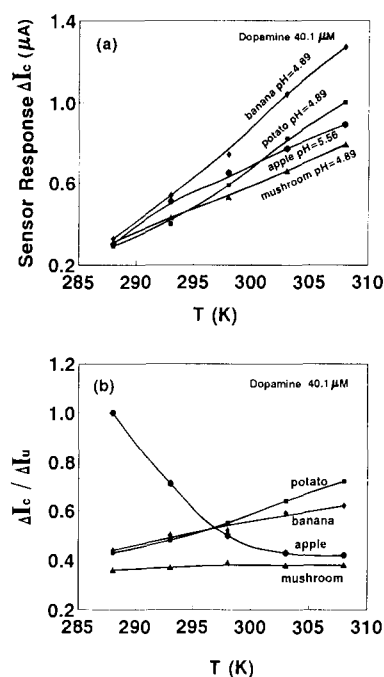 (a)
Dopamine 40.1 μM
Sensor Response ΔIc (μA)
1.4
1.0
0.6
0.2
banana pH=4.89
potato pH=4.89
apple pH=5.56
mushroom pH=4.89
285 290 295 300 305 310
T (K)
(b)
Dopamine 40.1 μM
ΔIc / ΔIu
1.2
1.0
0.8
0.6
0.4
0.2
potato
banana
apple
mushroom
285 290 295 300 305 310
T (K)